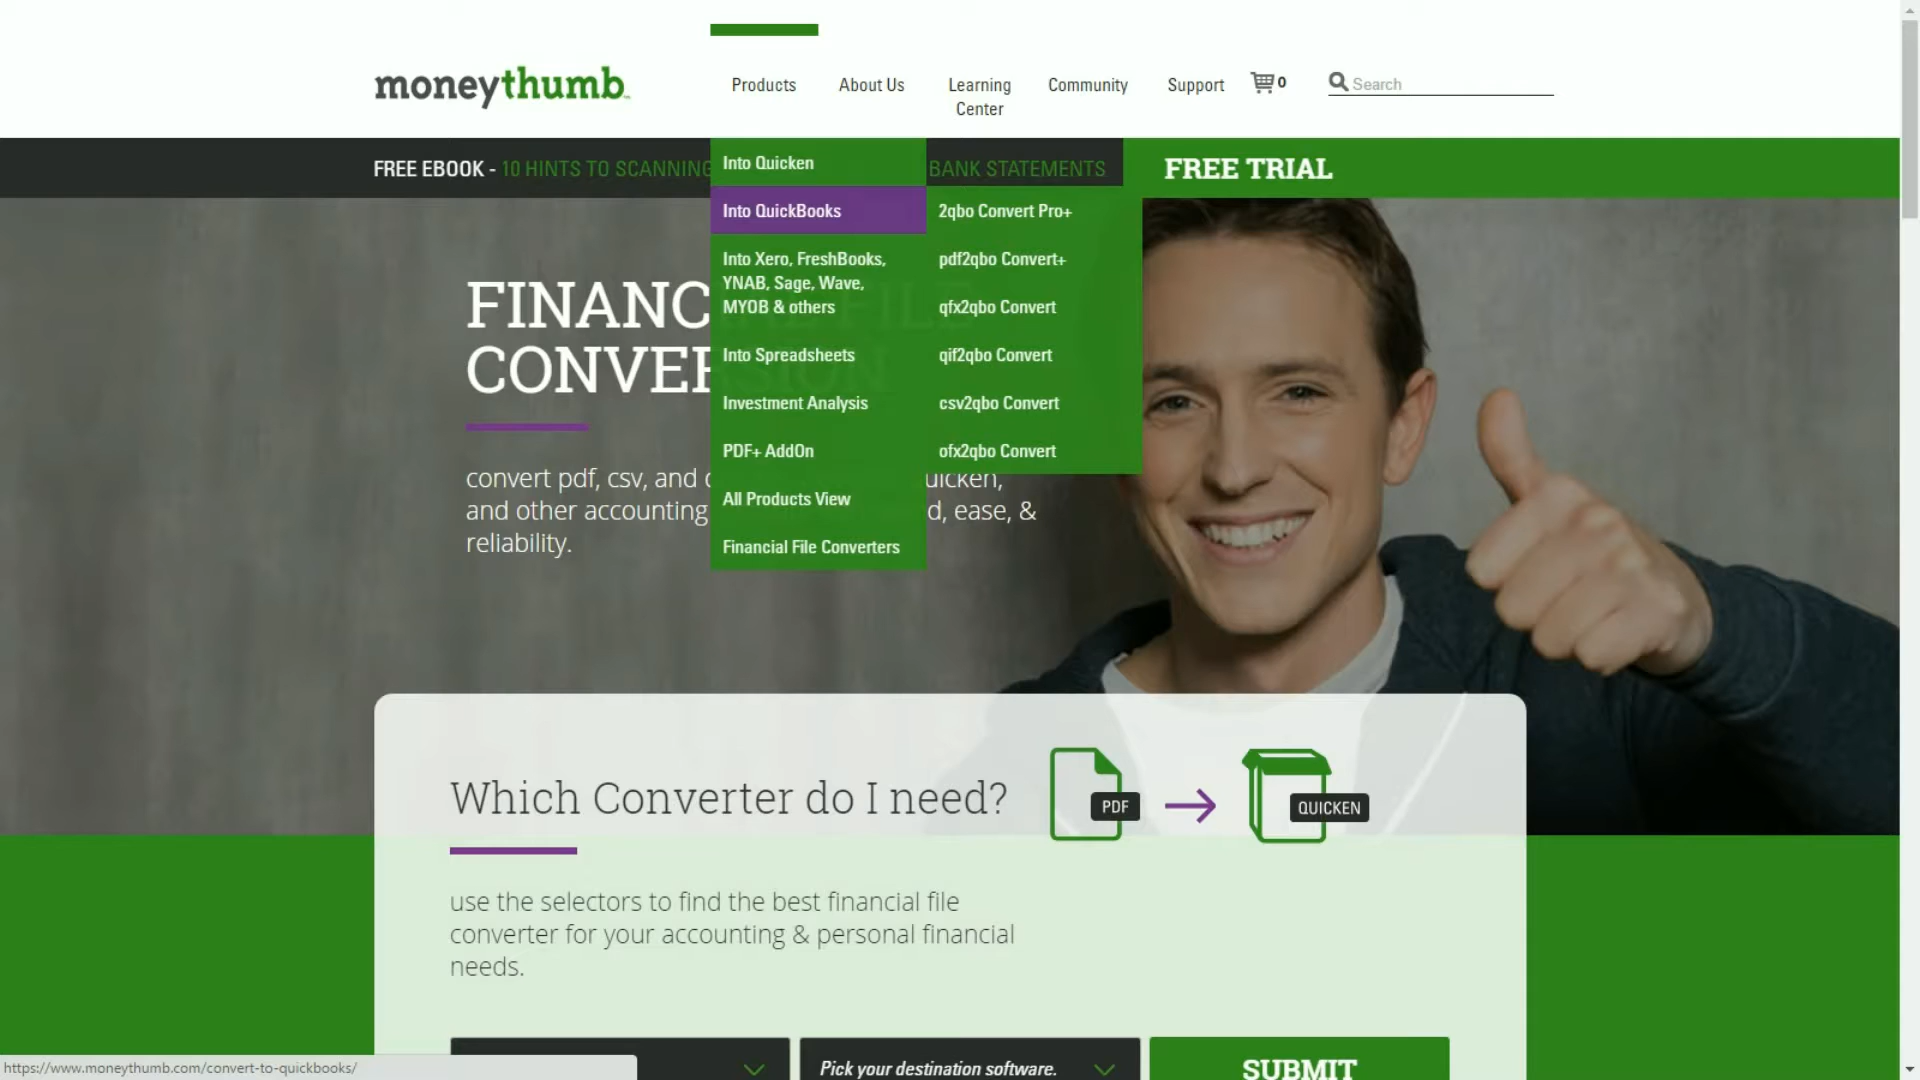 moneythumb
Products
About Us
Learning
Center
Community
Support
0
Search
FREE EBOOK - 10 HINTS TO SCANNING
BANK STATEMENTS
FREE TRIAL
Into Quicken
Into QuickBooks
Into Xero, FreshBooks,
YNAB, Sage, Wave,
MYOB & others
Into Spreadsheets
Investment Analysis
PDF+ AddOn
All Products View
Financial File Converters
2qbo Convert Pro+
pdf2qbo Convert+
qfx2qbo Convert
qif2qbo Convert
csv2qbo Convert
ofx2qbo Convert
FINANCIAL FILE
CONVERSION
convert pdf, csv, and
and other accounting d, ease, &
reliability.
Which Converter do I need?
PDF
QUICKEN
use the selectors to find the best financial file
converter for your accounting & personal financial
needs.
Pick your destination software.
SUBMIT
https://www.moneythumb.com/convert-to-quickbooks/